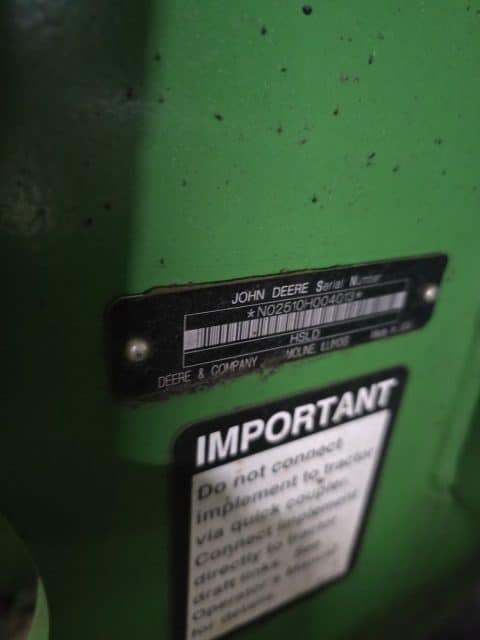 JOHN DEERE Serial Number
*N02510H004013*
HSLD
DEERE & COMPANY MOLINE, ILLINOIS Made in USA
IMPORTANT
Do not connect
implement to tractor
via quick coupler.
Connect implement
directly to tractor
draft links. See
Operator's Manual
for details.